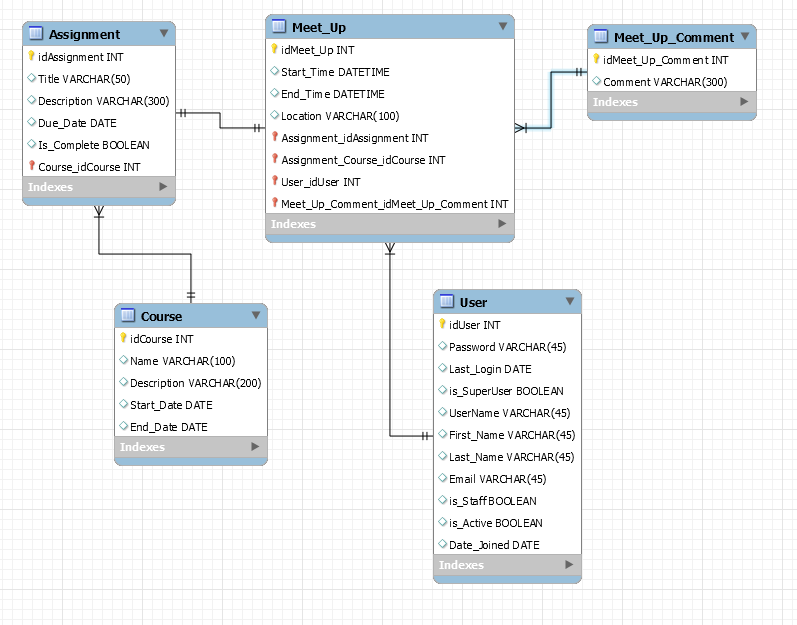 Assignment
idAssignment INT
Title VARCHAR(50)
Description VARCHAR(300)
Due_Date DATE
Is_Complete BOOLEAN
Course_idCourse INT
Indexes
Meet_Up
idMeet_Up INT
Start_Time DATETIME
End_Time DATETIME
Location VARCHAR(100)
Assignment_idAssignment INT
Assignment_Course_idCourse INT
User_idUser INT
Meet_Up_Comment_idMeet_Up_Comment INT
Indexes
Meet_Up_Comment
idMeet_Up_Comment INT
Comment VARCHAR(300)
Indexes
Course
idCourse INT
Name VARCHAR(100)
Description VARCHAR(200)
Start_Date DATE
End_Date DATE
Indexes
User
idUser INT
Password VARCHAR(45)
Last_Login DATE
is_SuperUser BOOLEAN
UserName VARCHAR(45)
First_Name VARCHAR(45)
Last_Name VARCHAR(45)
Email VARCHAR(45)
is_Staff BOOLEAN
is_Active BOOLEAN
Date_Joined DATE
Indexes